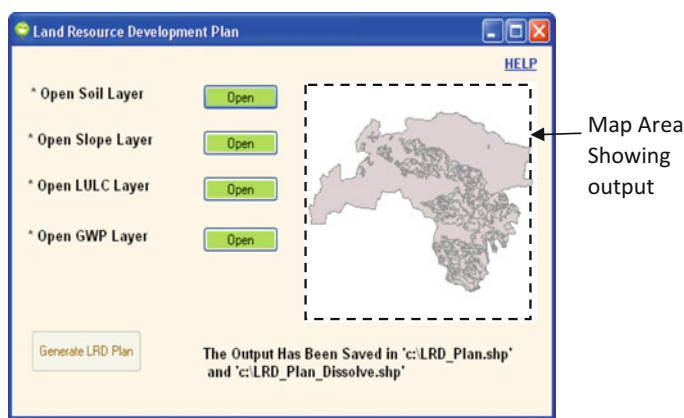 Land Resource Development Plan
HELP
* Open Soil Layer
Open
* Open Slope Layer
Open
* Open LULC Layer
Open
* Open GWP Layer
Open
Map Area
Showing
output
Generate LRD Plan
The Output Has Been Saved in 'c:\LRD_Plan.shp'
and 'c:\LRD_Plan_Dissolve.shp'